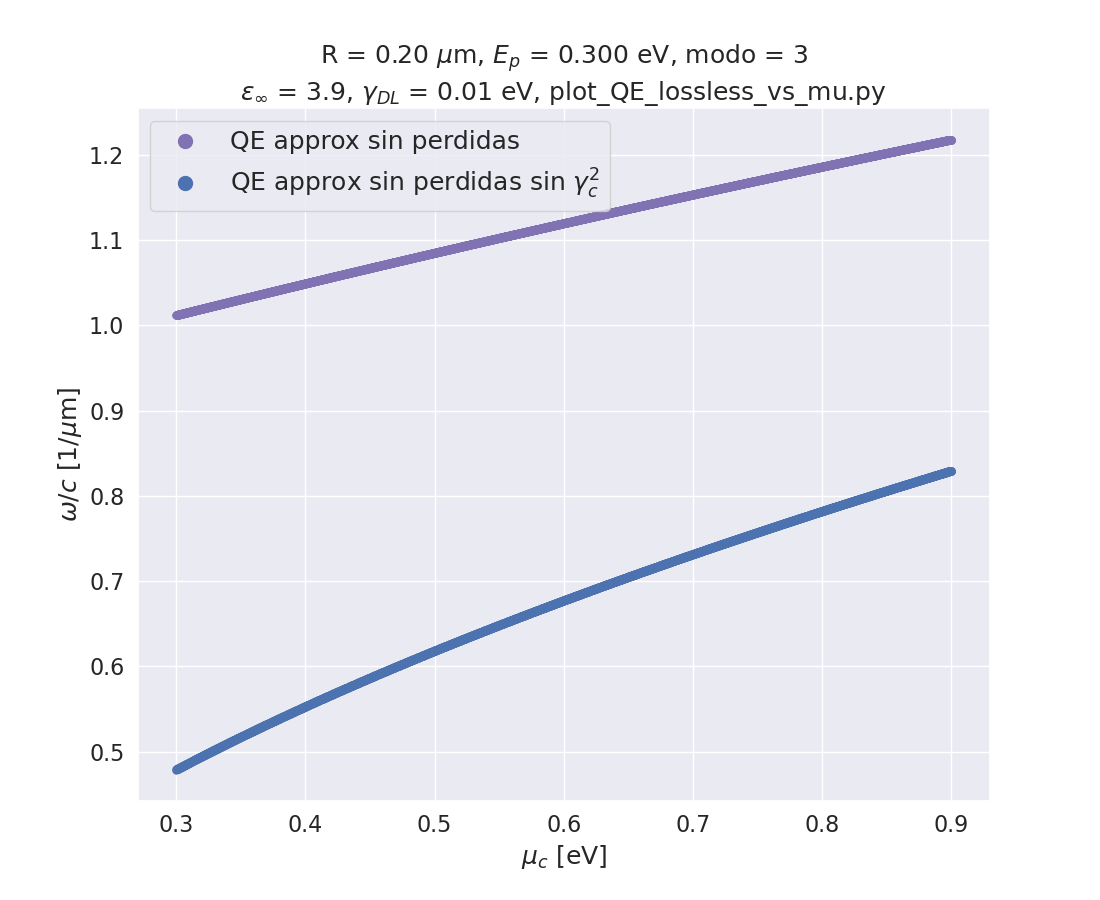 R = 0.20 μm, E_p = 0.300 eV, modo = 3
ε_∞ = 3.9, γ_DL = 0.01 eV, plot_QE_lossless_vs_mu.py
QE approx sin perdidas
QE approx sin perdidas sin γ_c^2
1.2
1.1
1.0
0.9
0.8
0.7
0.6
0.5
ω/c [1/μm]
0.3 0.4 0.5 0.6 0.7 0.8 0.9
μ_c [eV]